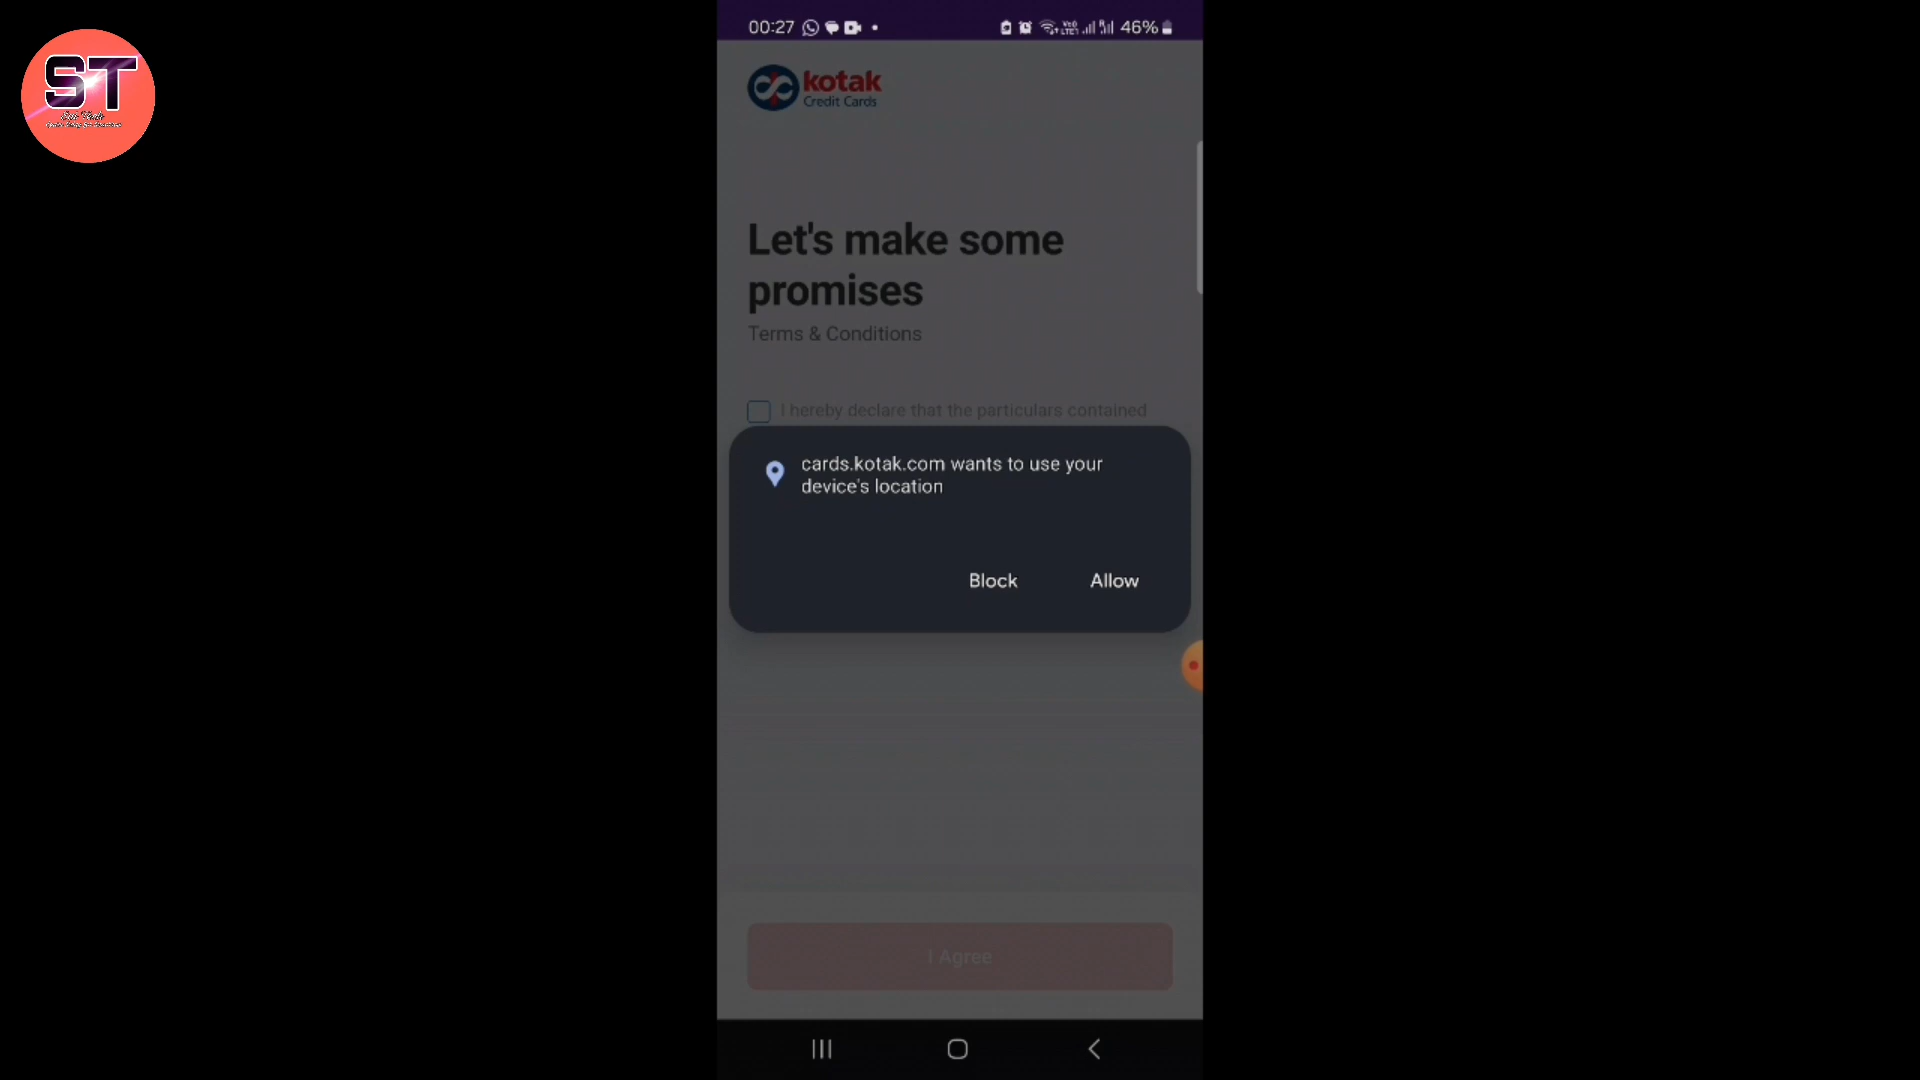 ST
00:27
46%
kotak
Credit Cards
Let's make some
promises
Terms & Conditions
I hereby declare that the particulars contained
cards.kotak.com wants to use your
device's location
Block Allow
I Agree